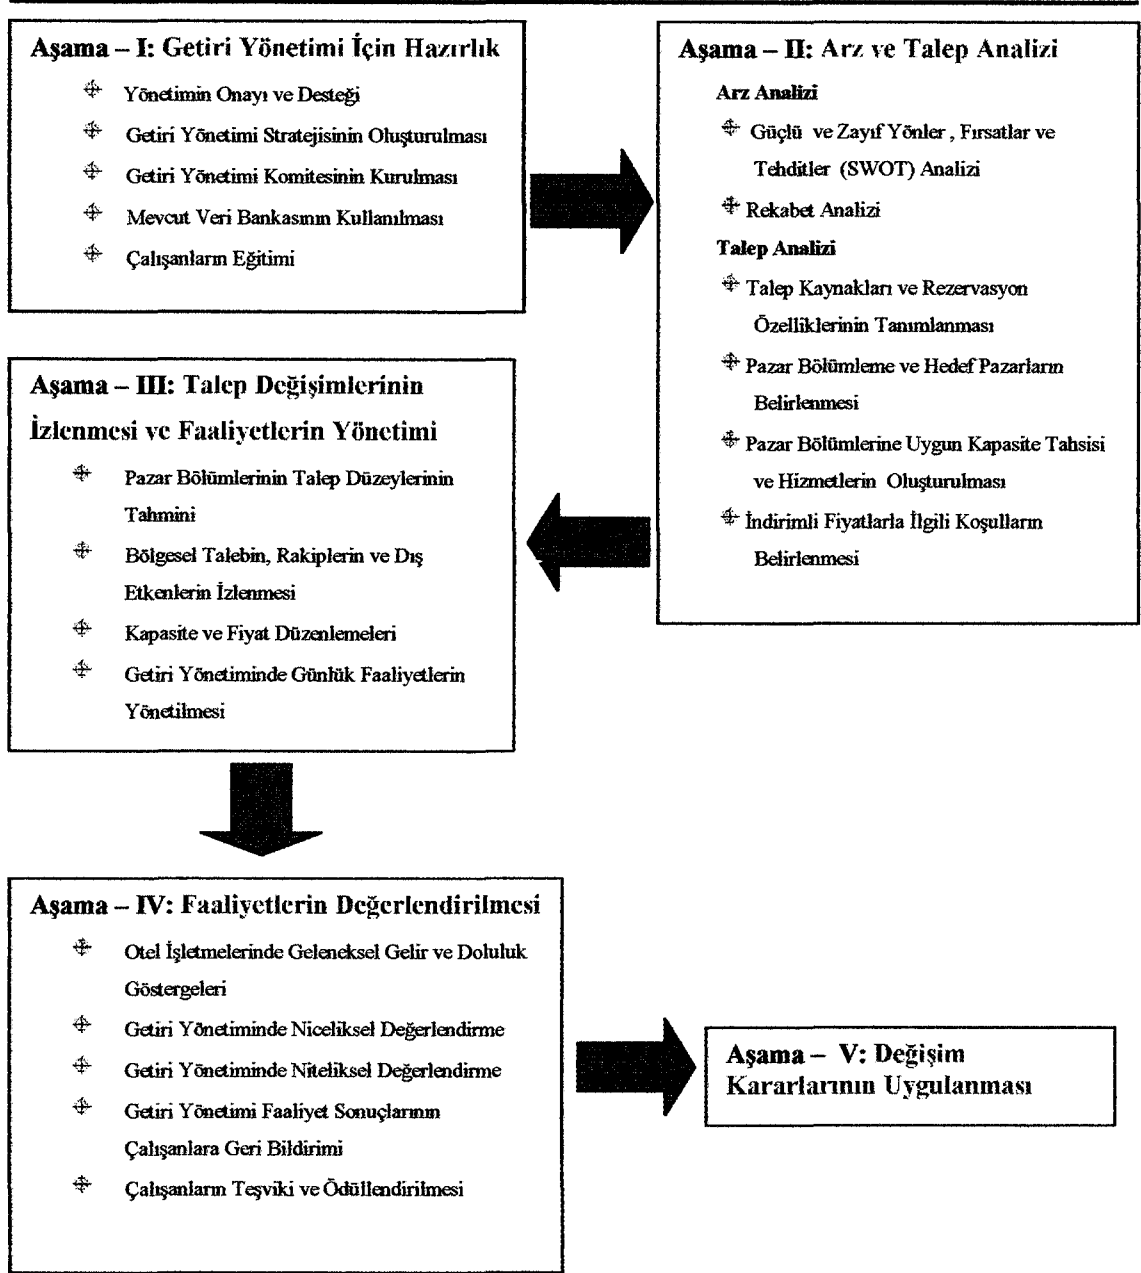 Aşama – I: Getiri Yönetimi İçin Hazırlık
Yönetimin Onayı ve Desteği
Getiri Yönetimi Stratejisinin Oluşturulması
Getiri Yönetimi Komitesinin Kurulması
Mevcut Veri Bankasının Kullanılması
Çalışanların Eğitimi
Aşama – II: Arz ve Talep Analizi
Arz Analizi
Güçlü ve Zayıf Yönler , Fırsatlar ve
Tehditler (SWOT) Analizi
Rekabet Analizi
Talep Analizi
Talep Kaynakları ve Rezervasyon
Özelliklerinin Tanımlanması
Pazar Bölümleme ve Hedef Pazarların
Belirlenmesi
Pazar Bölümlerine Uygun Kapasite Tahsisi
ve Hizmetlerin Oluşturulması
İndirimli Fiyatlarla İlgili Koşulların
Belirlenmesi
Aşama – III: Talep Değişimlerinin
İzlenmesi ve Faaliyetlerin Yönetimi
Pazar Bölümlerinin Talep Düzeylerinin
Tahmini
Bölgesel Talebin, Rakiplerin ve Dış
Etkenlerin İzlenmesi
Kapasite ve Fiyat Düzenlemeleri
Getiri Yönetiminde Günlük Faaliyetlerin
Yönetilmesi
Aşama – IV: Faaliyetlerin Değerlendirilmesi
Otel İşletmelerinde Geleneksel Gelir ve Doluluk
Göstergeleri
Getiri Yönetiminde Niceliksel Değerlendirme
Getiri Yönetiminde Niteliksel Değerlendirme
Getiri Yönetimi Faaliyet Sonuçlarının
Çalışanlara Geri Bildirimi
Çalışanların Teşviki ve Ödüllendirilmesi
Aşama – V: Değişim
Kararlarının Uygulanması